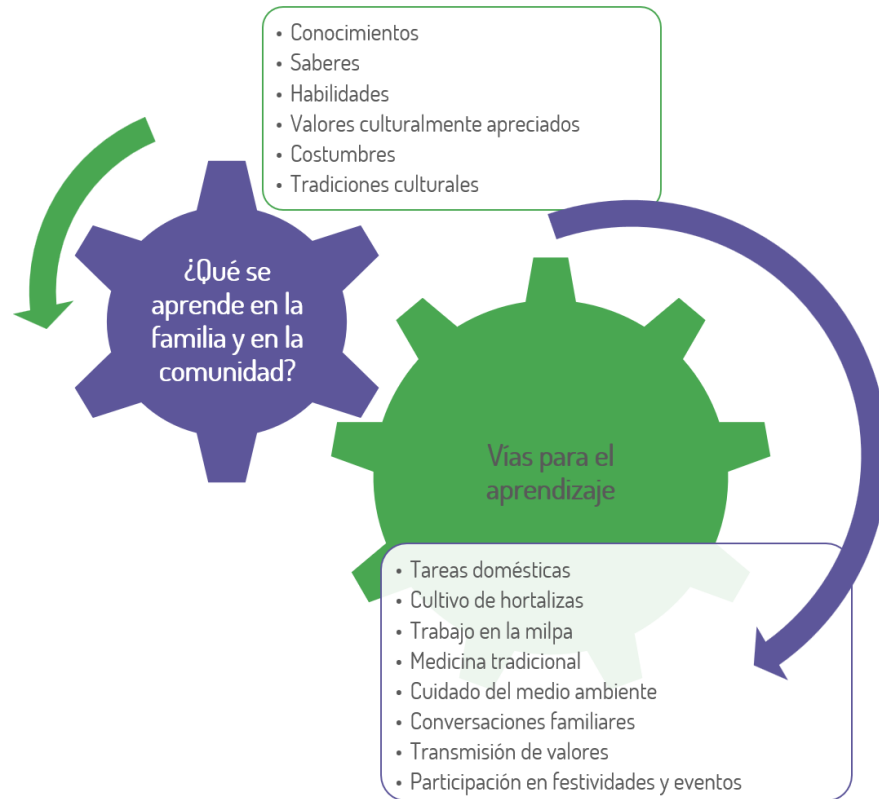 • Conocimientos
• Saberes
• Habilidades
• Valores culturalmente apreciados
• Costumbres
• Tradiciones culturales
¿Qué se
aprende en la
familia y en la
comunidad?
Vías para el
aprendizaje
• Tareas domésticas
• Cultivo de hortalizas
• Trabajo en la milpa
• Medicina tradicional
• Cuidado del medio ambiente
• Conversaciones familiares
• Transmisión de valores
• Participación en festividades y eventos